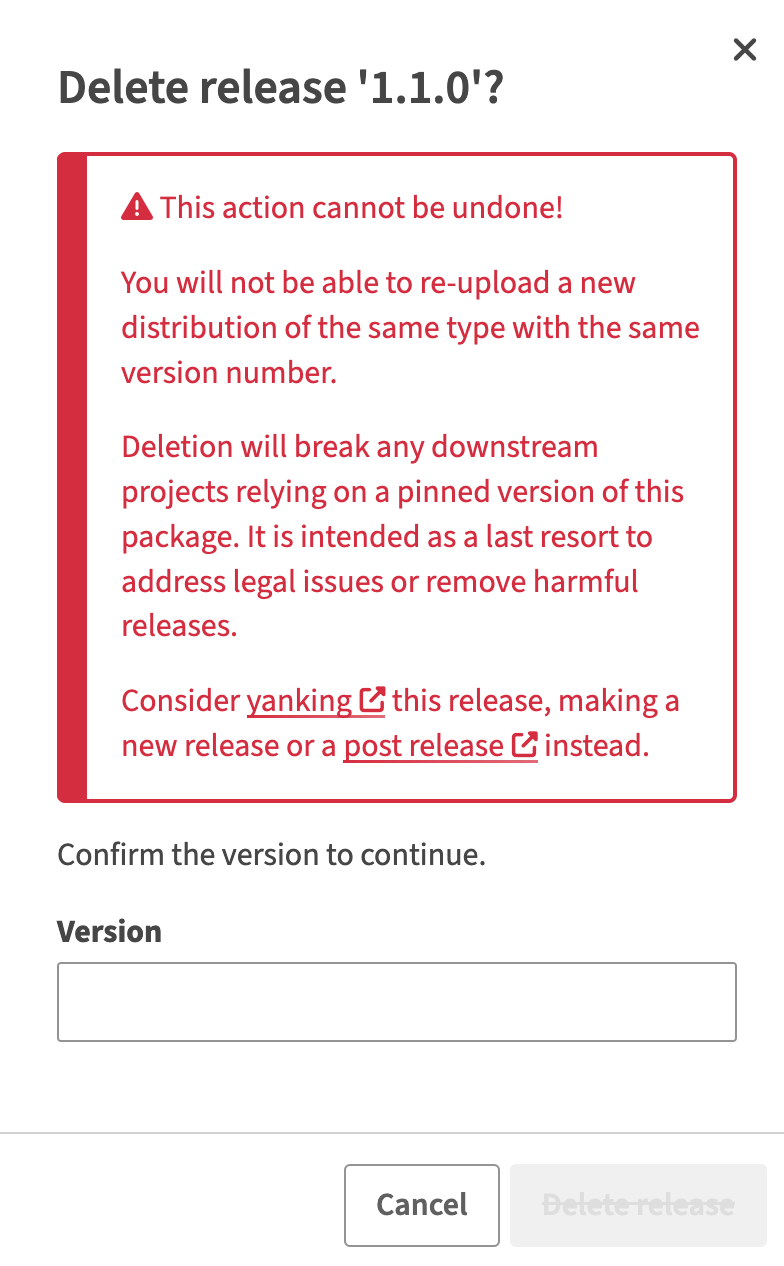 Delete release '1.1.0'?
This action cannot be undone!
You will not be able to re-upload a new
distribution of the same type with the same
version number.
Deletion will break any downstream
projects relying on a pinned version of this
package. It is intended as a last resort to
address legal issues or remove harmful
releases.
Consider yanking this release, making a
new release or a post release instead.
Confirm the version to continue.
Version
Cancel
Delete release